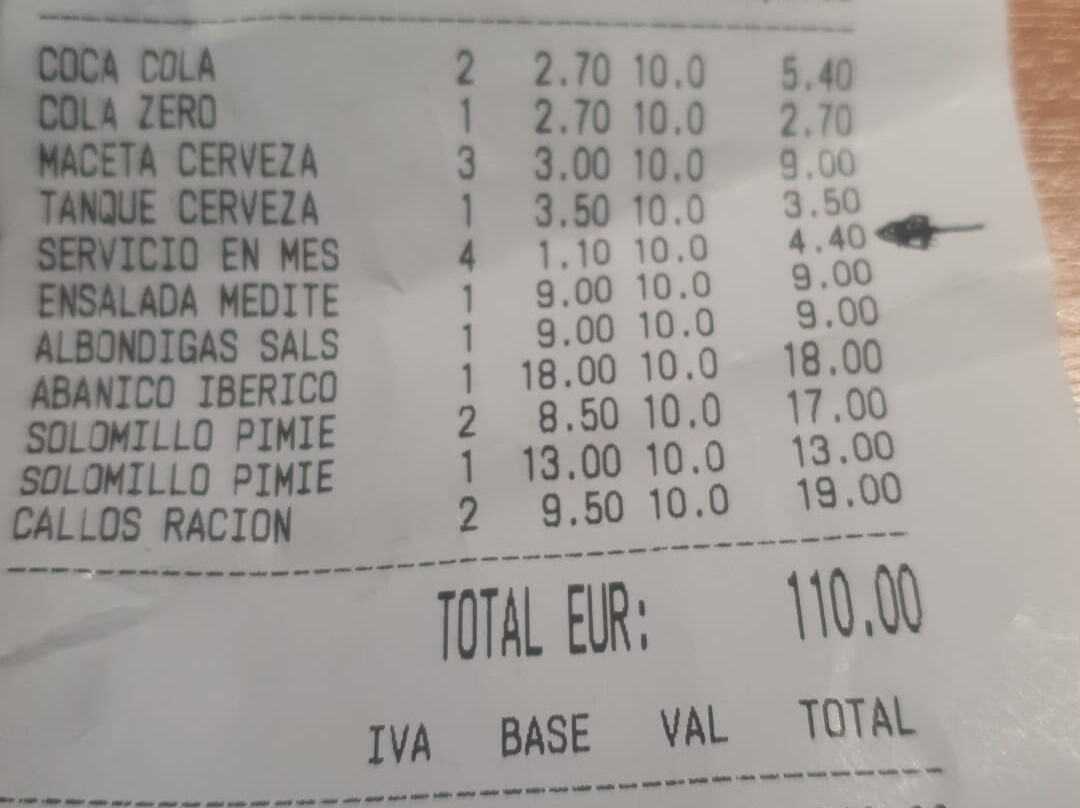 COCA COLA 2 2.70 10.0 5.40
COLA ZERO 1 2.70 10.0 2.70
MACETA CERVEZA 3 3.00 10.0 9.00
TANQUE CERVEZA 1 3.50 10.0 3.50
SERVICIO EN MES 4 1.10 10.0 4.40
ENSALADA MEDITE 1 9.00 10.0 9.00
ALBONDIGAS SALS 1 9.00 10.0 9.00
ABANICO IBERICO 1 18.00 10.0 18.00
SOLOMILLO PIMIE 2 8.50 10.0 17.00
SOLOMILLO PIMIE 1 13.00 10.0 13.00
CALLOS RACION 2 9.50 10.0 19.00
TOTAL EUR: 110.00
IVA BASE VAL TOTAL